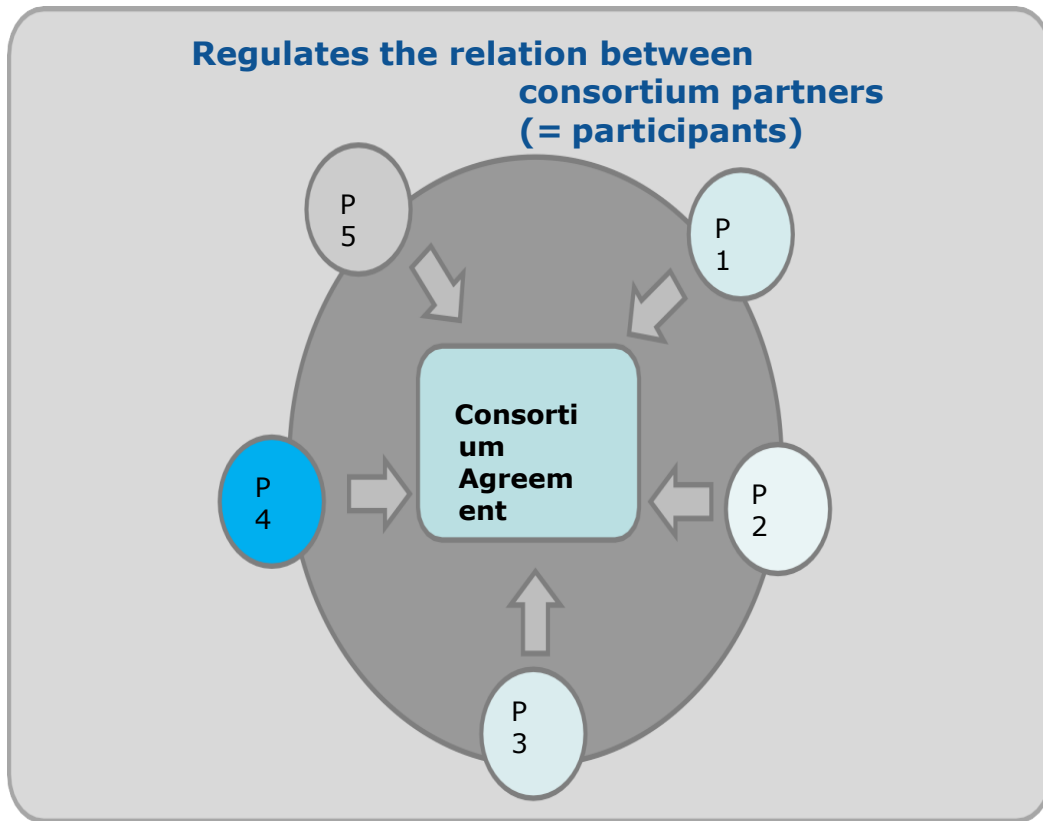 Regulates the relation between
consortium partners
(= participants)
P
5
P
1
Consorti
um
Agreem
ent
P
4
P
2
P
3